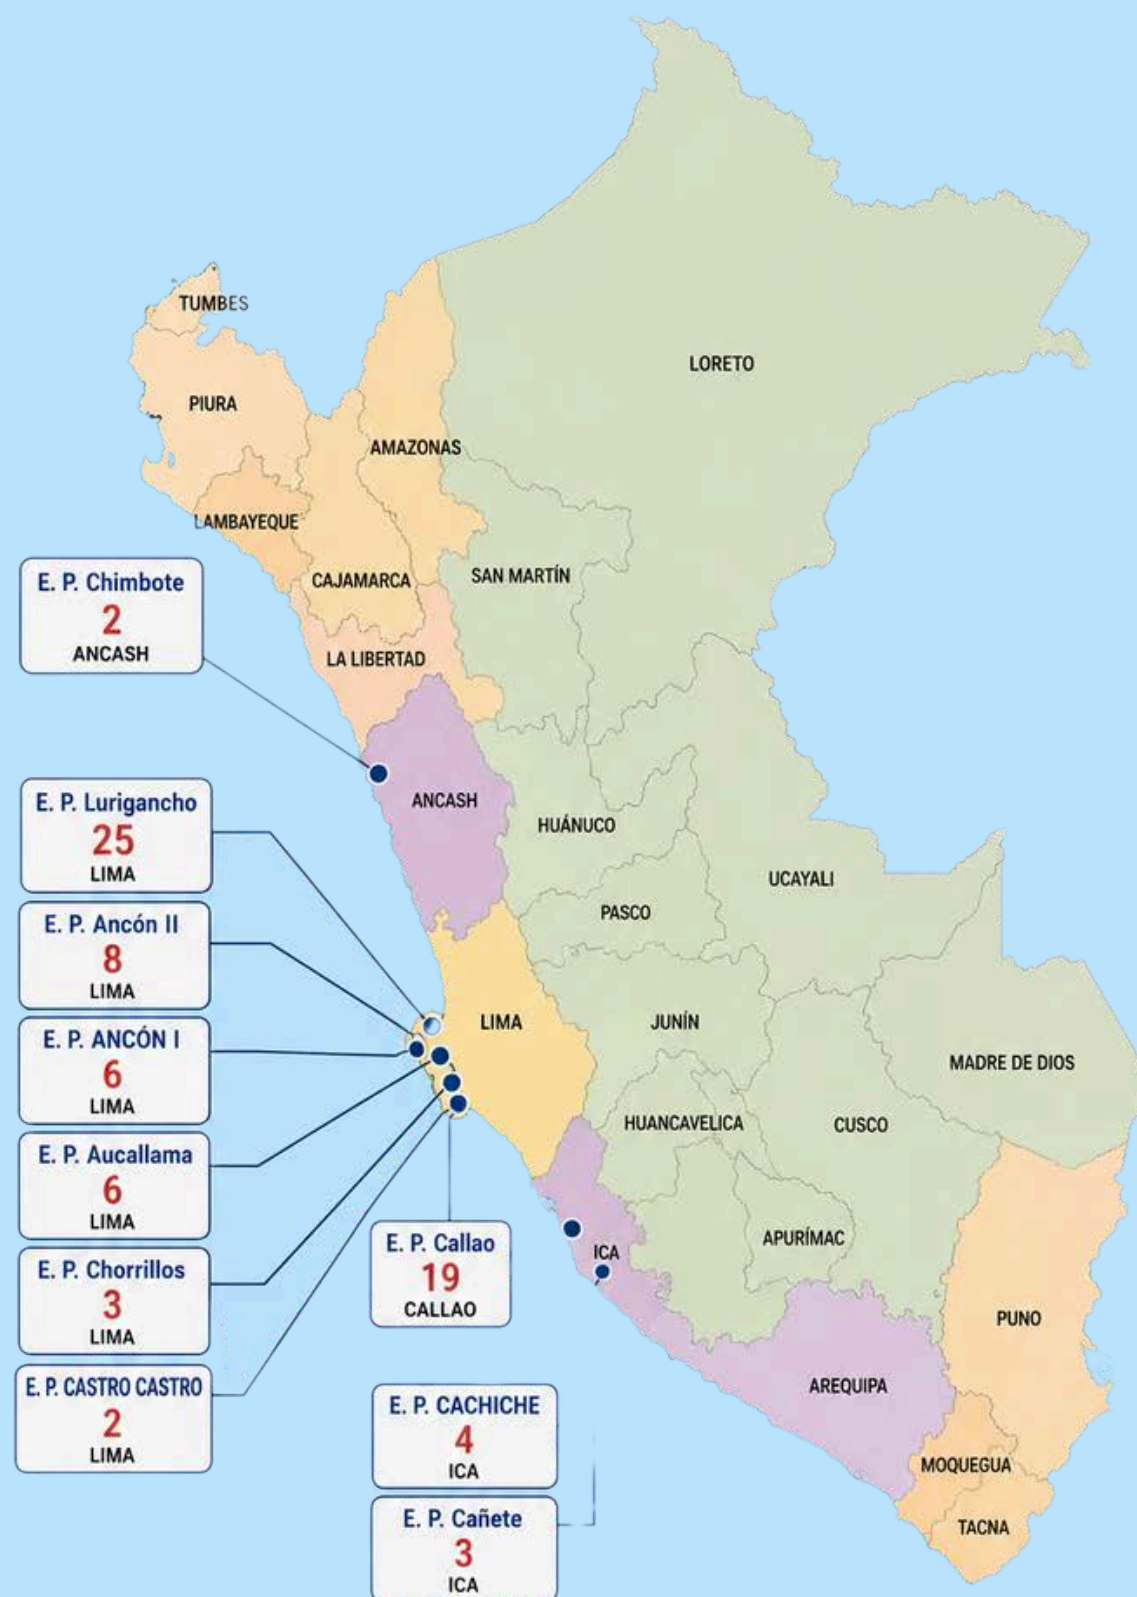 TUMBES
PIURA
LORETO
AMAZONAS
LAMBAYEQUE
CAJAMARCA
SAN MARTÍN
LA LIBERTAD
E. P. Chimbote
2
ANCASH
ANCASH
HUÁNUCO
UCAYALI
PASCO
E. P. Lurigancho
25
LIMA
E. P. Ancón II
8
LIMA
E. P. ANCÓN I
6
LIMA
E. P. Aucallama
6
LIMA
E. P. Chorrillos
3
LIMA
E. P. CASTRO CASTRO
2
LIMA
LIMA
JUNÍN
MADRE DE DIOS
HUANCAVELICA
CUSCO
APURÍMAC
ICA
E. P. Callao
19
CALLAO
PUNO
AREQUIPA
E. P. CACHICHE
4
ICA
E. P. Cañete
3
ICA
MOQUEGUA
TACNA